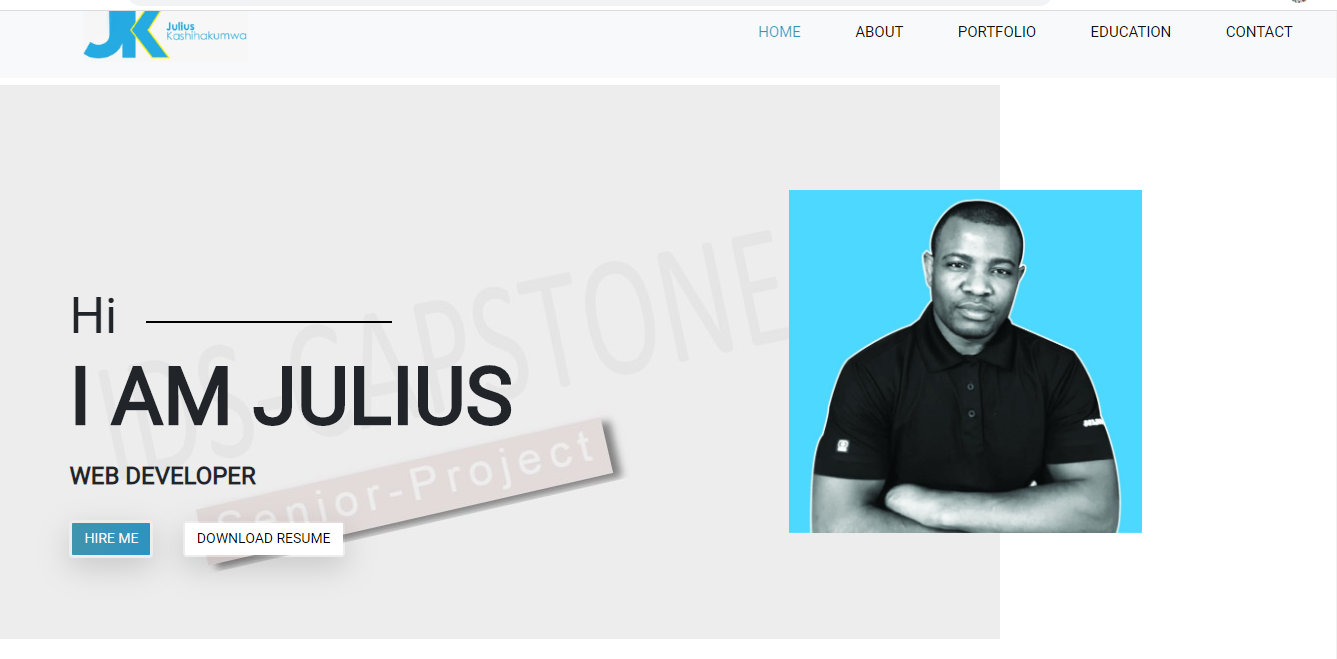 JK Julius
Kashihakumwa
HOME ABOUT PORTFOLIO EDUCATION CONTACT
IDS-CAPSTONE
Hi
I AM JULIUS
Senior-Project
WEB DEVELOPER
HIRE ME DOWNLOAD RESUME